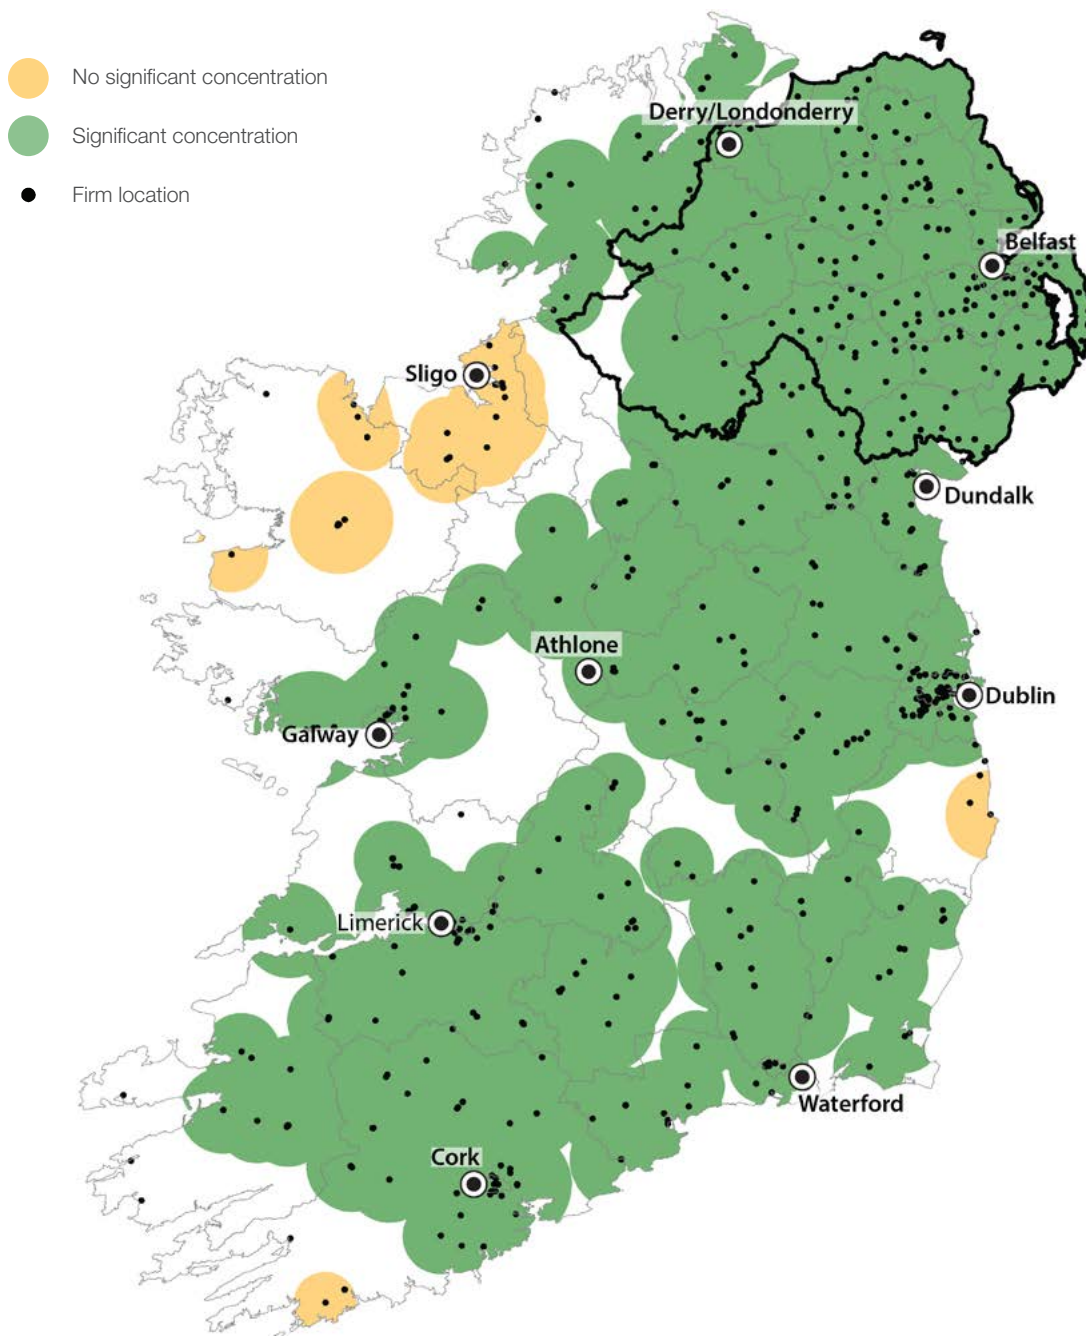 No significant concentration
Significant concentration
Firm location
Derry/Londonderry
Belfast
Sligo
Dundalk
Athlone
Dublin
Galway
Limerick
Waterford
Cork